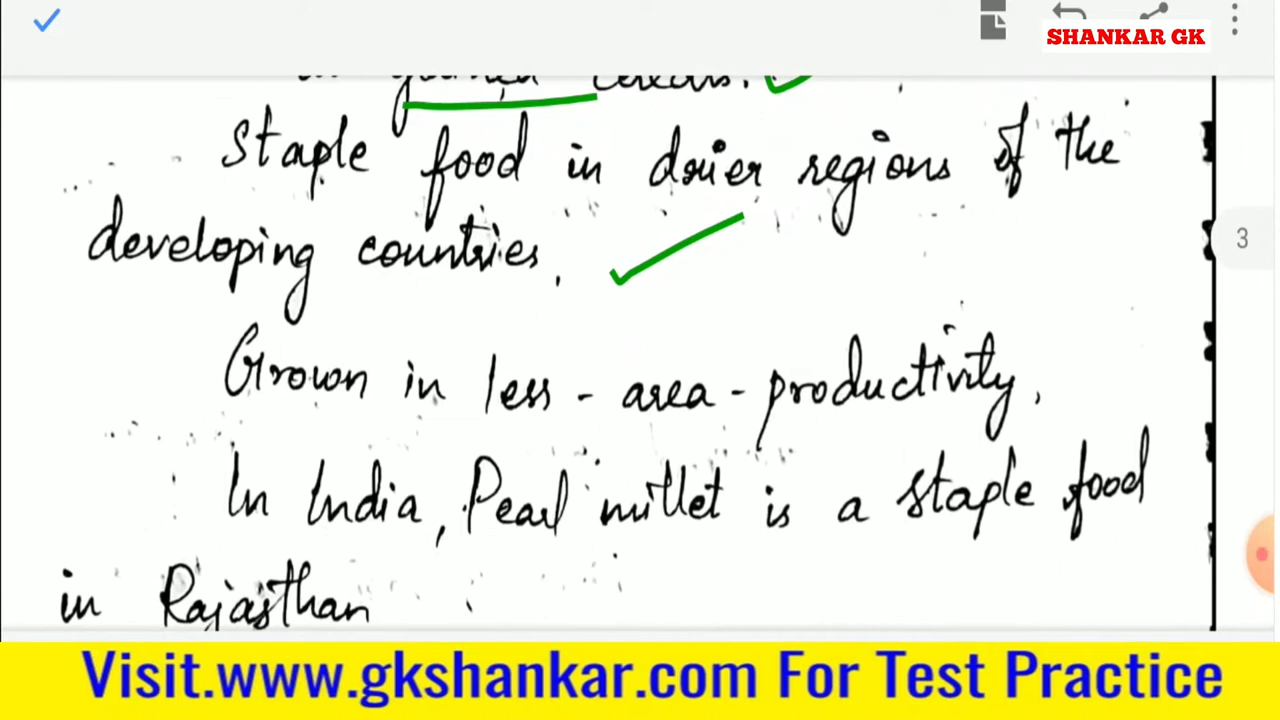 SHANKAR GK
cereals.
Staple food in drier regions of the
3
developing countries.
Grown in less - area - productivity.
In India, Pearl millet is a staple food
in Rajasthan
Visit.www.gkshankar.com For Test Practice